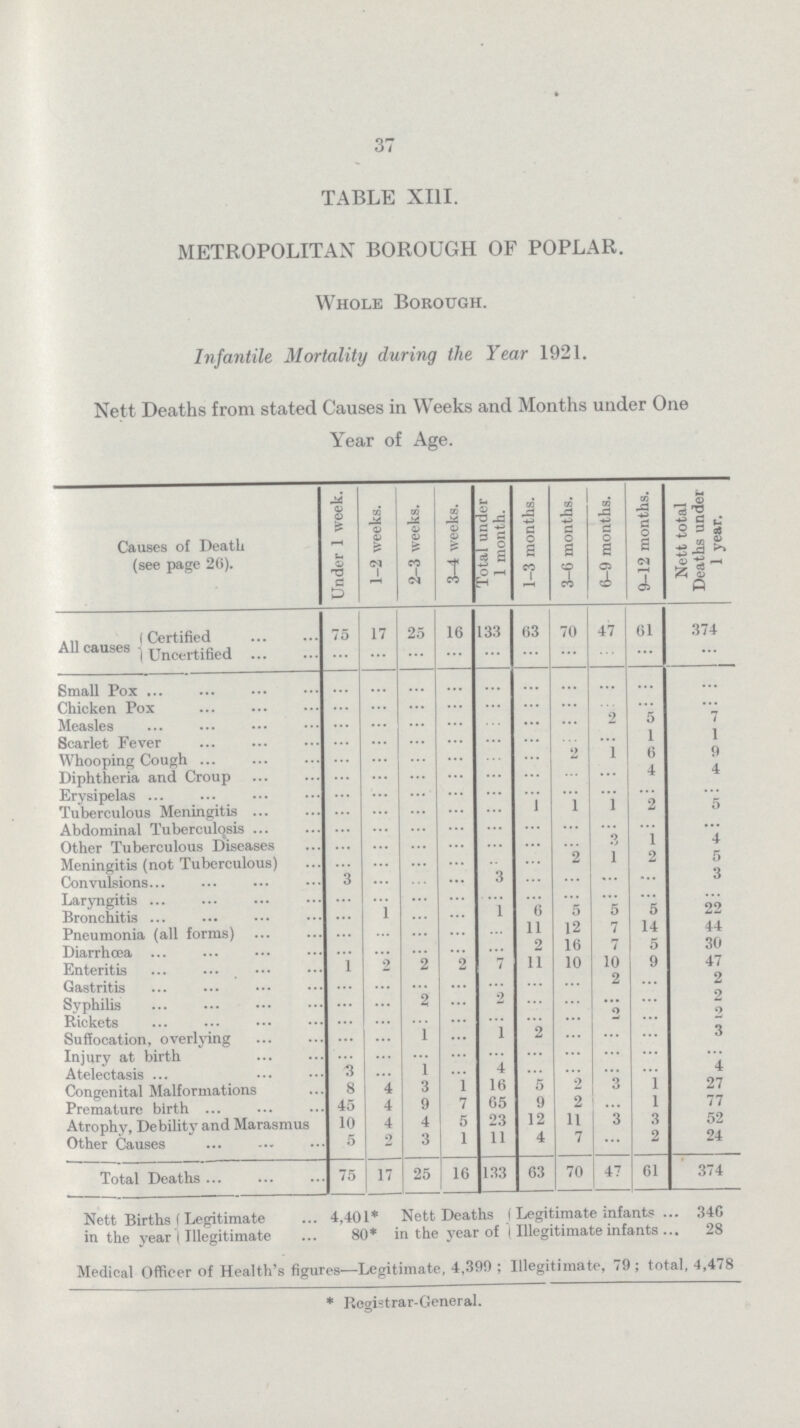 37
TABLE XIII.
METROPOLITAN BOROUGH OF POPLAR.
WHOLE BOROUGH.
Infantile Mortality during the Year 1921.
Nett Deaths from stated Causes in Weeks and Months under One
Year of Age.
Causes of Death (see page 26). Under 1 week. 1–2 weeks. 2–3 weeks. 3–4 weeks. Total under 1 month. 1–3 months. 3–6 months. 6–9 months. 9–12 months. Nett total Deaths under 1 year.
All causes { Certified ... ... 75 17 25 16 133 63 70 47 61 374
{ Uncertified ... ... ... ... ... ... ... ... ... ... ... ...
Small Pox ... ... ... ... ... ... ... ... ... ... ... ... ... ...
Chicken Pox ... ... ... ... ... ... ... ... ... ... ... ... ...
Measles ... ... ... ... ... ... ... ... ... ... 2 5 7
Scarlet Fever ... ... ... ... ... ... ... ... ... ... ... 1 1
Whooping Cough ... ... ... ... ... ... ... ... ... 2 1 6 9
Diphtheria and Croup ... ... ... ... ... ... ... ... ... ... 4 4
Erysipelas ... ... ... ... ... ... ... ... ... ... ... ... ... ...
Tuberculous Meningitis ... ... ... ... ... ... ... 1 1 1 2 5
Abdominal Tuberculosis ... ... ... ... ... ... ... ... ... ... ... ...
Other Tuberculous Diseases ... ... ... ... ... ... ... ... 3 1 4
Meningitis (not Tuberculous) ... ... ... ... ... .. ... 2 1 2 5
Convulsions... ... ... ... 3 ... ... ... 3 ... ... ... ... 3
Laryngitis ... ... ... ... ... ... ... ... ... ... ... ... ... ...
Bronchitis ... ... ... ... ... 1 ... ... 1 6 5 5 5 22
Pneumonia (all forms) ... ... ... ... ... ... ... 11 12 7 14 44
Diarrhœa ... ... ... ... ... ... ... ... ... 2 16 7 5 30
Enteritis ... ... ... ... 1 2 2 2 7 11 10 10 9 47
Gastritis ... ... ... ... ... ... ... ... ... ... ... 2 ... 2
Syphilis ... ... ... ... ... ... 2 ... 2 ... ... ... ... 2
Rickets ... ... ... ... ... ... ... ... ... ... ... 2 ... 2
Suffocation, overlying ... ... ... ... 1 ... 1 2 ... ... ... 3
Injury at birth ... ... ... ... ... ... ... ... ... ... ... ...
Atelectasis ... ... ... 3 ... 1 ... 4 ... ... ... ... 4
Congenital Malformations ... 8 4 3 1 16 5 2 3 1 27
Premature birth ... ... ... 45 4 9 7 65 9 2 ... 1 77
Atrophy, Debility and Marasmus 10 4 4 5 23 12 11 3 3 52
Other Causes ... ... ... 5 2 3 1 11 4 7 ... 2 24
Total Deaths ... ... ... 75 17 25 16 133 63 70 47 61 374
Nett Births { Legitimate ... 4,401* Nett Deaths { Legitimate infants ... 346
in the year { Illegitimate ... 80* in the year of { Illegitimate infants ... 28
Medical Officer of Health's figures—Legitimate, 4,399 ; Illegitimate, 79 ; total, 4,478
* Registrar-General.